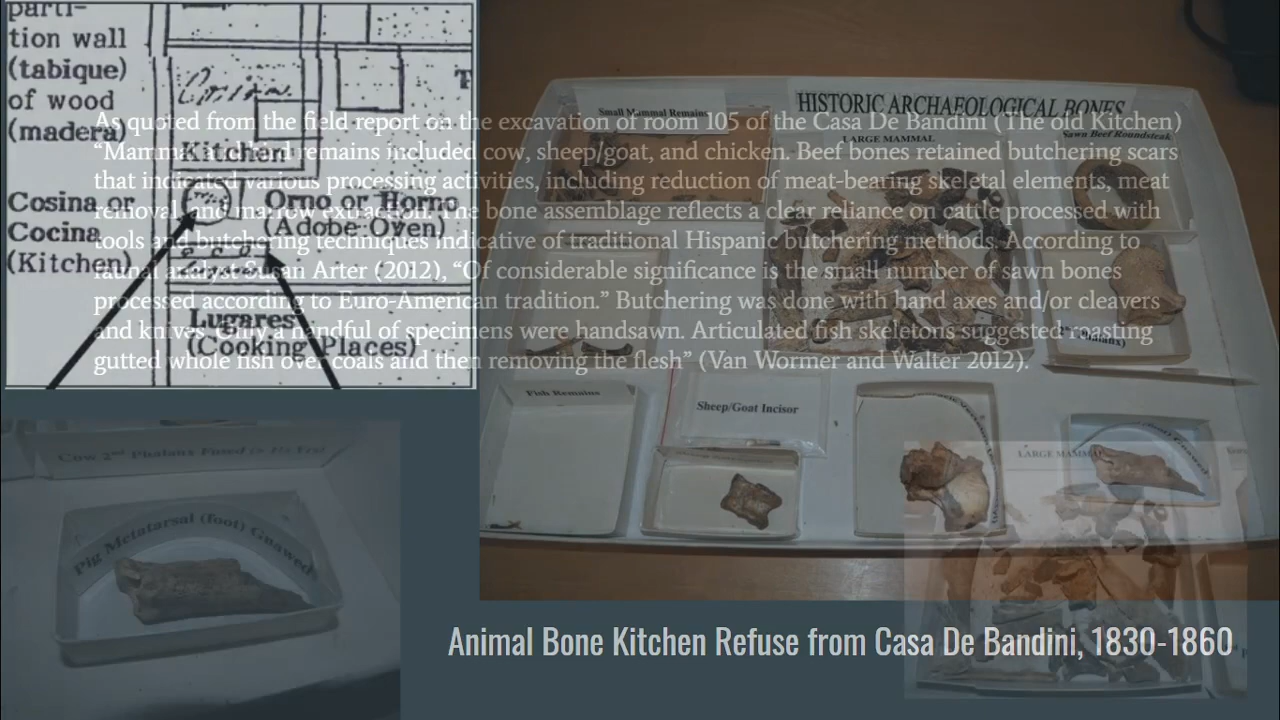 parti-
tion wall
(tabique)
of wood
(madera)
Cosina or
Cocina
(Kitchen)
Cosina
Kitchen
Orno or Horno
(Adobe Oven)
Lugares
(Cooking Places)
T
As quoted from the field report on the excavation of room 105 of the Casa De Bandini (The old Kitchen)
“Mammal and bird remains included cow, sheep/goat, and chicken. Beef bones retained butchering scars
that indicated various processing activities, including reduction of meat-bearing skeletal elements, meat
removal and marrow extraction. The bone assemblage reflects a clear reliance on cattle processed with
tools and butchering techniques indicative of traditional Hispanic butchering methods. According to
faunal analyst Susan Arter (2012), “Of considerable significance is the small number of sawn bones
processed according to Euro-American tradition.” Butchering was done with hand axes and/or cleavers
and knives. Only a handful of specimens were handsawn. Articulated fish skeletons suggested roasting
gutted whole fish over coals and then removing the flesh” (Van Wormer and Walter 2012).
HISTORIC ARCHAEOLOGICAL BONES
Small Mammal Remains
LARGE MAMMAL
Sawn Beef Roundsteak
Fish Remains
Sheep/Goat Incisor
LARGE MAMMAL
Cow 2nd Phalanx Fused
Pig Metatarsal (Foot) Gnawed
Animal Bone Kitchen Refuse from Casa De Bandini, 1830-1860